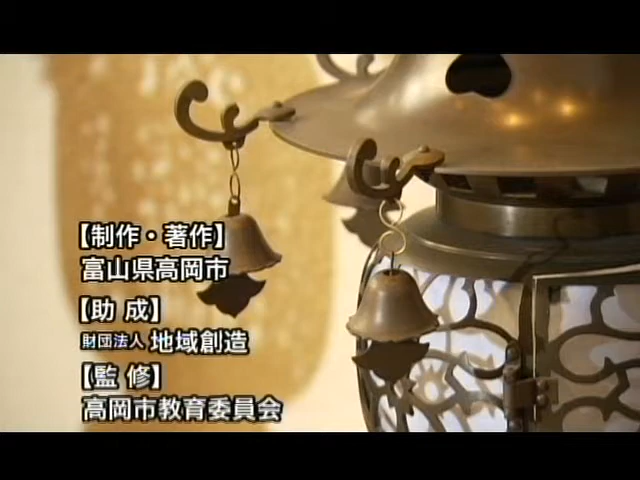 【制作・著作】
富山県高岡市
【助 成】
財団法人 地域創造
【監 修】
高岡市教育委員会